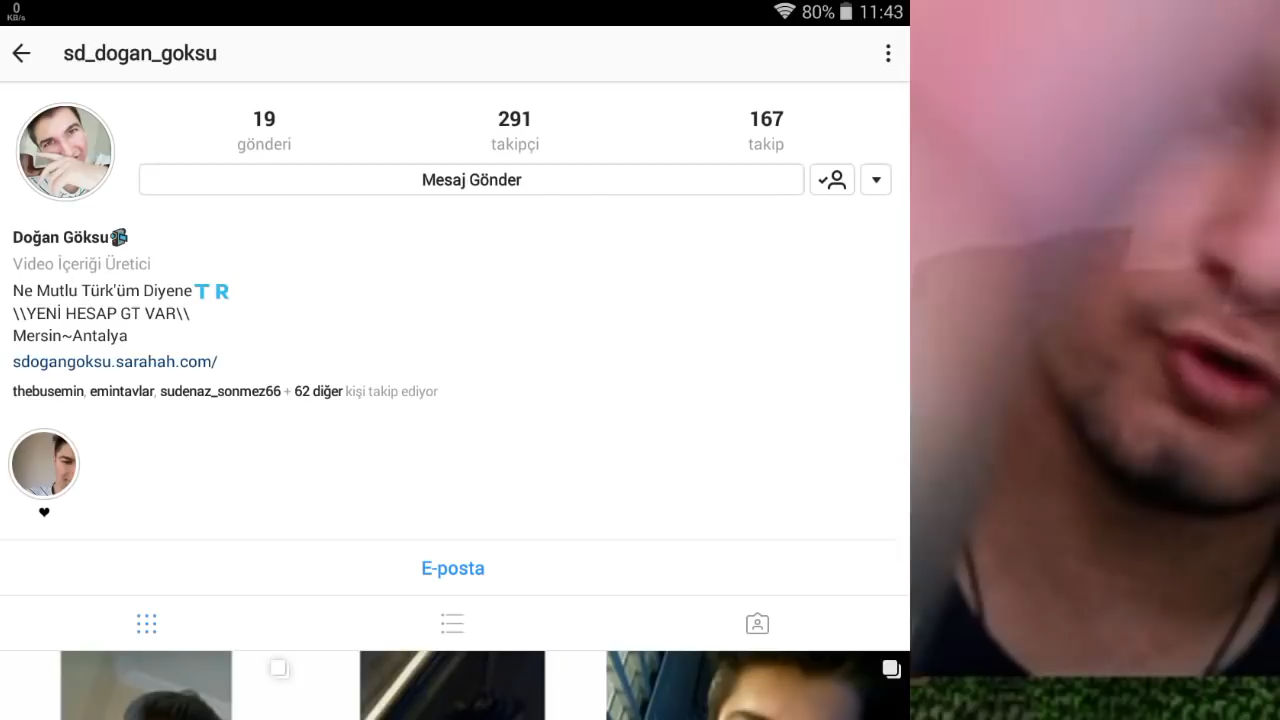 0
KB/s
80% 11:43
sd_dogan_goksu
19
gönderi
291
takipçi
167
takip
Mesaj Gönder
Doğan Göksu
Video İçeriği Üretici
Ne Mutlu Türk'üm Diyene TR
\\YENİ HESAP GT VAR\\
Mersin~Antalya
sdogangoksu.sarahah.com/
thebusemin, emintavlar, sudenaz_sonmez66 + 62 diğer kişi takip ediyor
E-posta